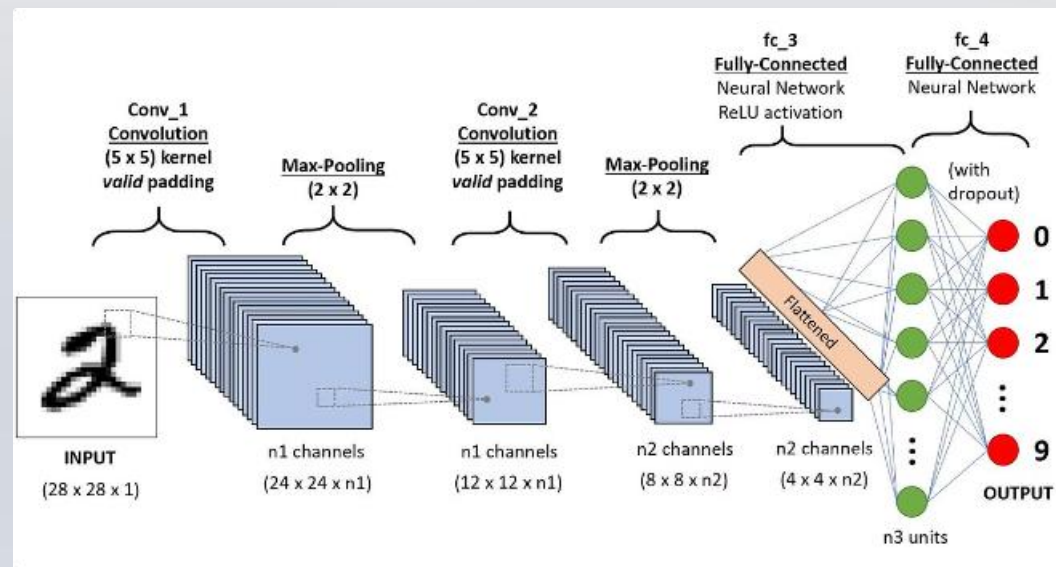 fc_3
Fully-Connected
Neural Network
ReLU activation
fc_4
Fully-Connected
Neural Network
Conv_1
Convolution
(5 x 5) kernel
valid padding
Max-Pooling
(2 x 2)
Conv_2
Convolution
(5 x 5) kernel
valid padding
Max-Pooling
(2 x 2)
(with
dropout)
Flattened
0
1
2
9
INPUT
(28 x 28 x 1)
n1 channels
(24 x 24 x n1)
n1 channels
(12 x 12 x n1)
n2 channels
(8 x 8 x n2)
n2 channels
(4 x 4 x n2)
n3 units
OUTPUT
2